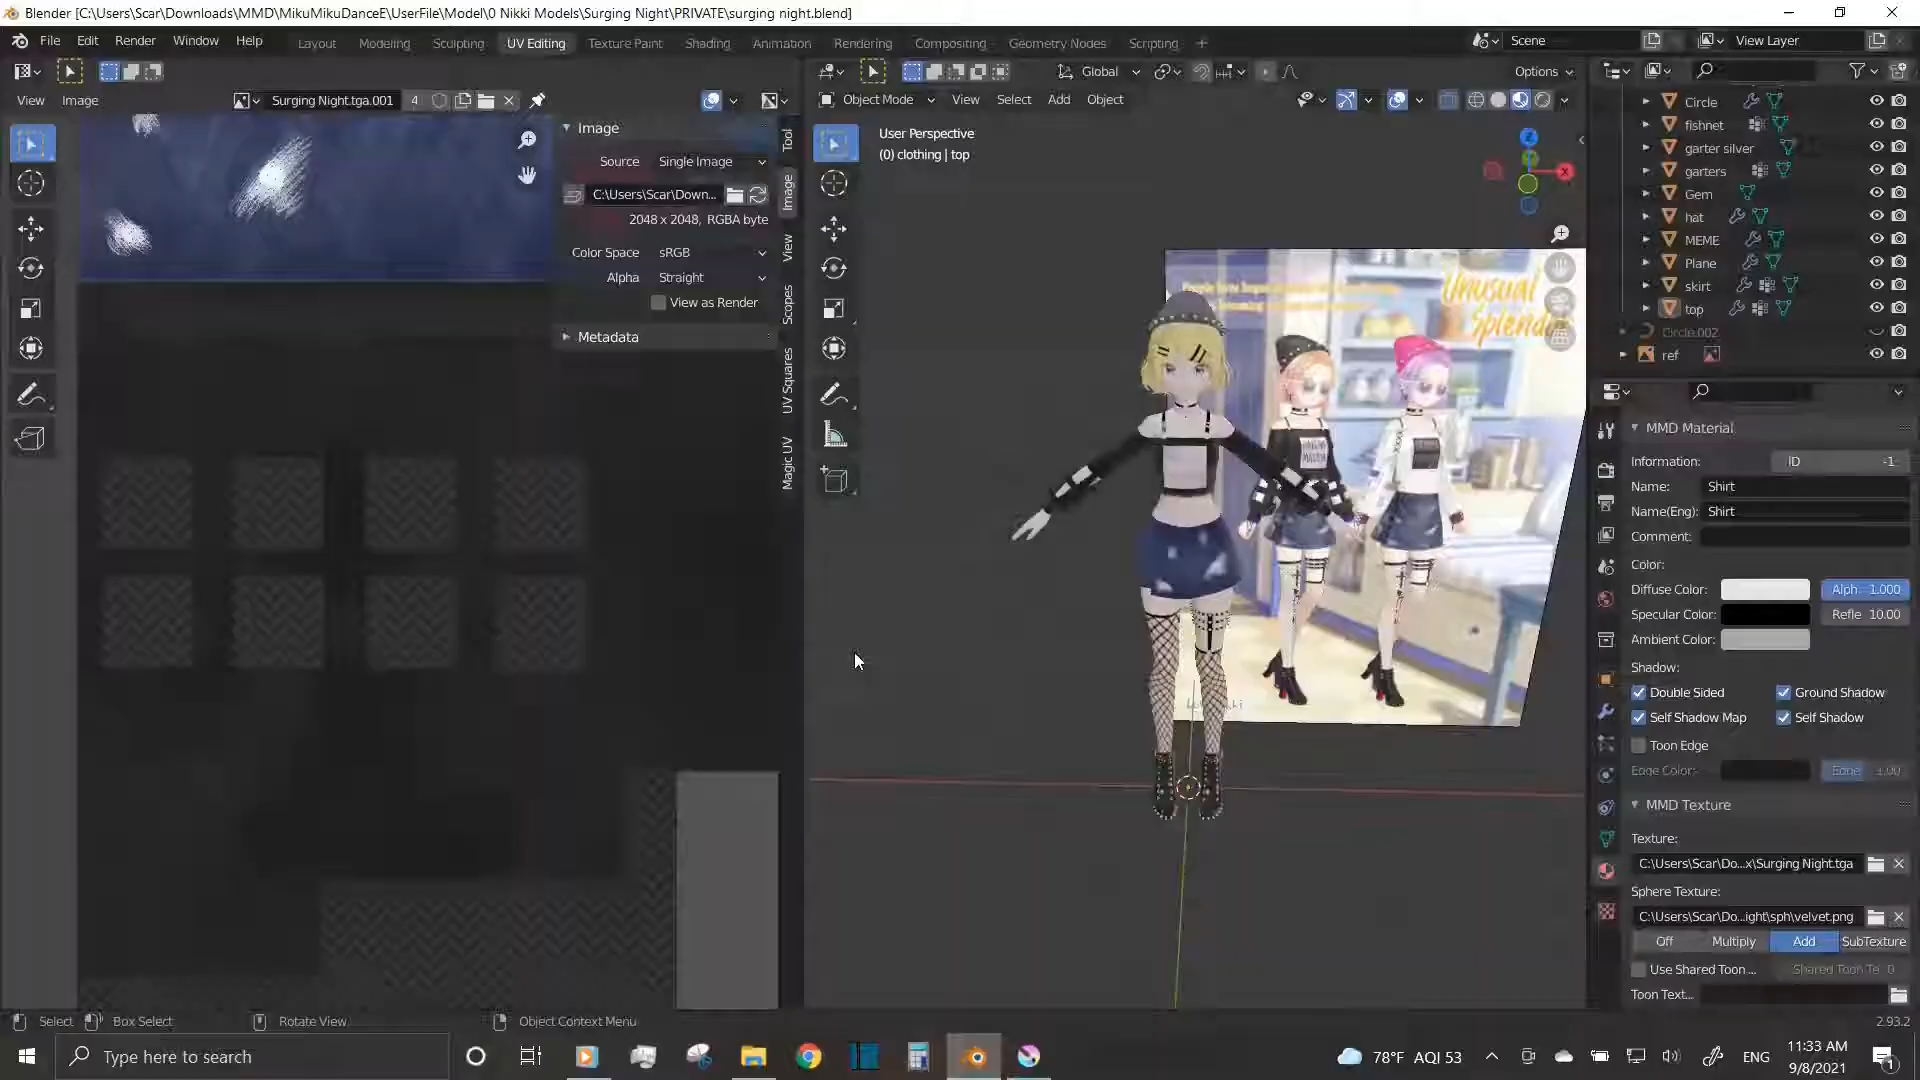 Blender [C:\Users\Scar\Downloads\MMD\MikuMikuDanceE\UserFile\Model\0 Nikki Models\Surging Night\PRIVATE\surging night.blend]
File Edit Render Window Help
Layout Modeling Sculpting UV Editing Texture Paint Shading Animation Rendering Compositing Geometry Nodes Scripting +
Scene
View Layer
Global
Options
View Image
Surging Night.tga.001
4
Object Mode View Select Add Object
User Perspective
(0) clothing | top
Image
Source Single Image
C:\Users\Scar\Down...
2048 x 2048, RGBA byte
Color Space sRGB
Alpha Straight
View as Render
Metadata
Tool
Image
View
Scopes
UV Squares
Magic UV
Z
X
Unusual
Circle
fishnet
garter silver
garters
Gem
hat
MEME
Plane
skirt
top
Circle.002
ref
MMD Material
Information: ID -1
Name: Shirt
Name(Eng): Shirt
Comment:
Color:
Diffuse Color: Alph 1.000
Specular Color: Refle 10.00
Ambient Color:
Shadow:
Double Sided Ground Shadow
Self Shadow Map Self Shadow
Toon Edge
Edge Color: Edge 1.00
MMD Texture
Texture:
C:\Users\Scar\Do...x\Surging Night.tga
Sphere Texture:
C:\Users\Scar\Do...ight\sph\velvet.png
Off Multiply Add SubTexture
Use Shared Toon ... Shared Toon Te 0
Toon Text...
Select Box Select Rotate View Object Context Menu
2.93.2
Type here to search
78°F AQI 53
ENG
11:33 AM
9/8/2021
1